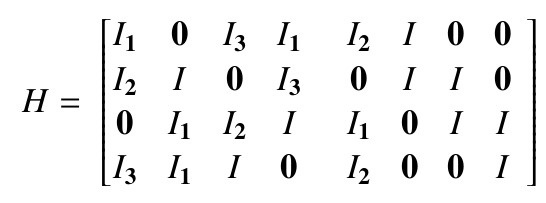 I₁ 0 I₃ I₁ I₂ I 0 0
H = I₂ I 0 I₃ 0 I I 0
0 I₁ I₂ I I₁ 0 I I
I₃ I₁ I 0 I₂ 0 0 I